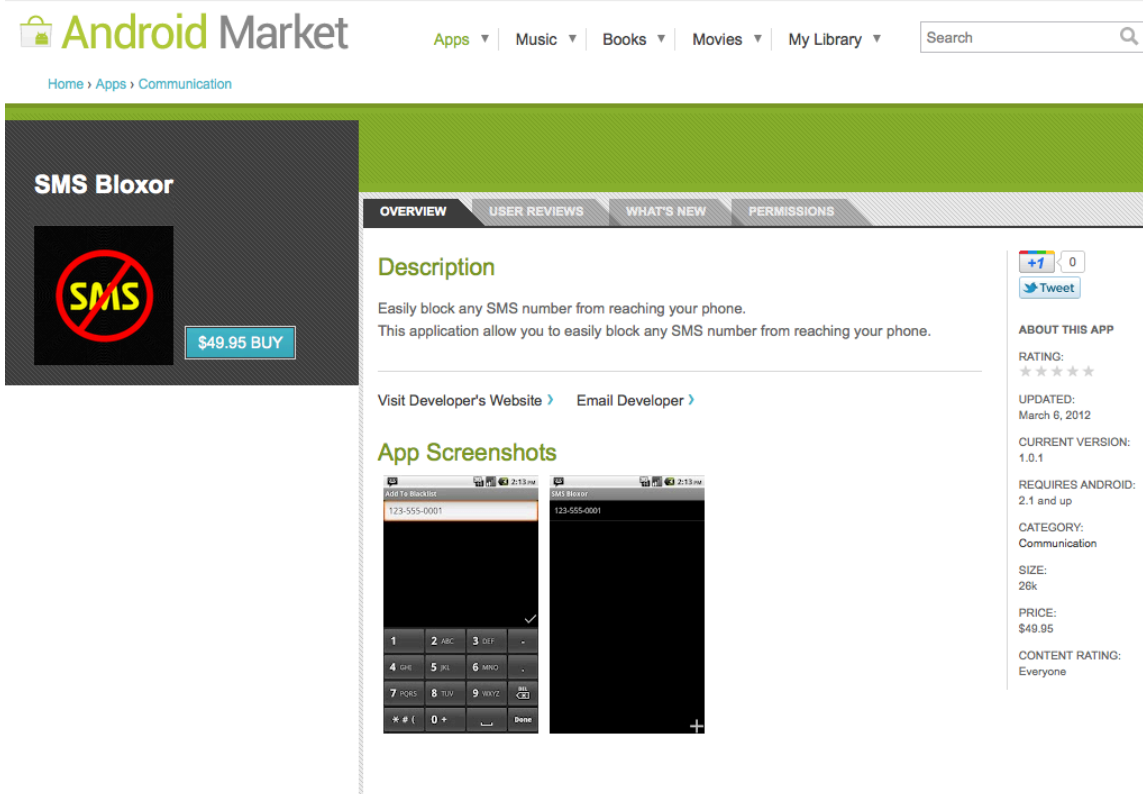 Android Market
Apps ▼ Music ▼ Books ▼ Movies ▼ My Library ▼ Search
Home › Apps › Communication
SMS Bloxor
SMS
$49.95 BUY
OVERVIEW USER REVIEWS WHAT'S NEW PERMISSIONS
Description
Easily block any SMS number from reaching your phone.
This application allow you to easily block any SMS number from reaching your phone.
Visit Developer's Website › Email Developer ›
App Screenshots
2:13 PM
Add To Blacklist
123-555-0001
1 2 ABC 3 DEF -
4 GHI 5 JKL 6 MNO .
7 PQRS 8 TUV 9 WXYZ DEL
* # ( 0 + Done
2:13 PM
SMS Bloxor
123-555-0001
+
+1 0
Tweet
ABOUT THIS APP
RATING:
UPDATED:
March 6, 2012
CURRENT VERSION:
1.0.1
REQUIRES ANDROID:
2.1 and up
CATEGORY:
Communication
SIZE:
26k
PRICE:
$49.95
CONTENT RATING:
Everyone